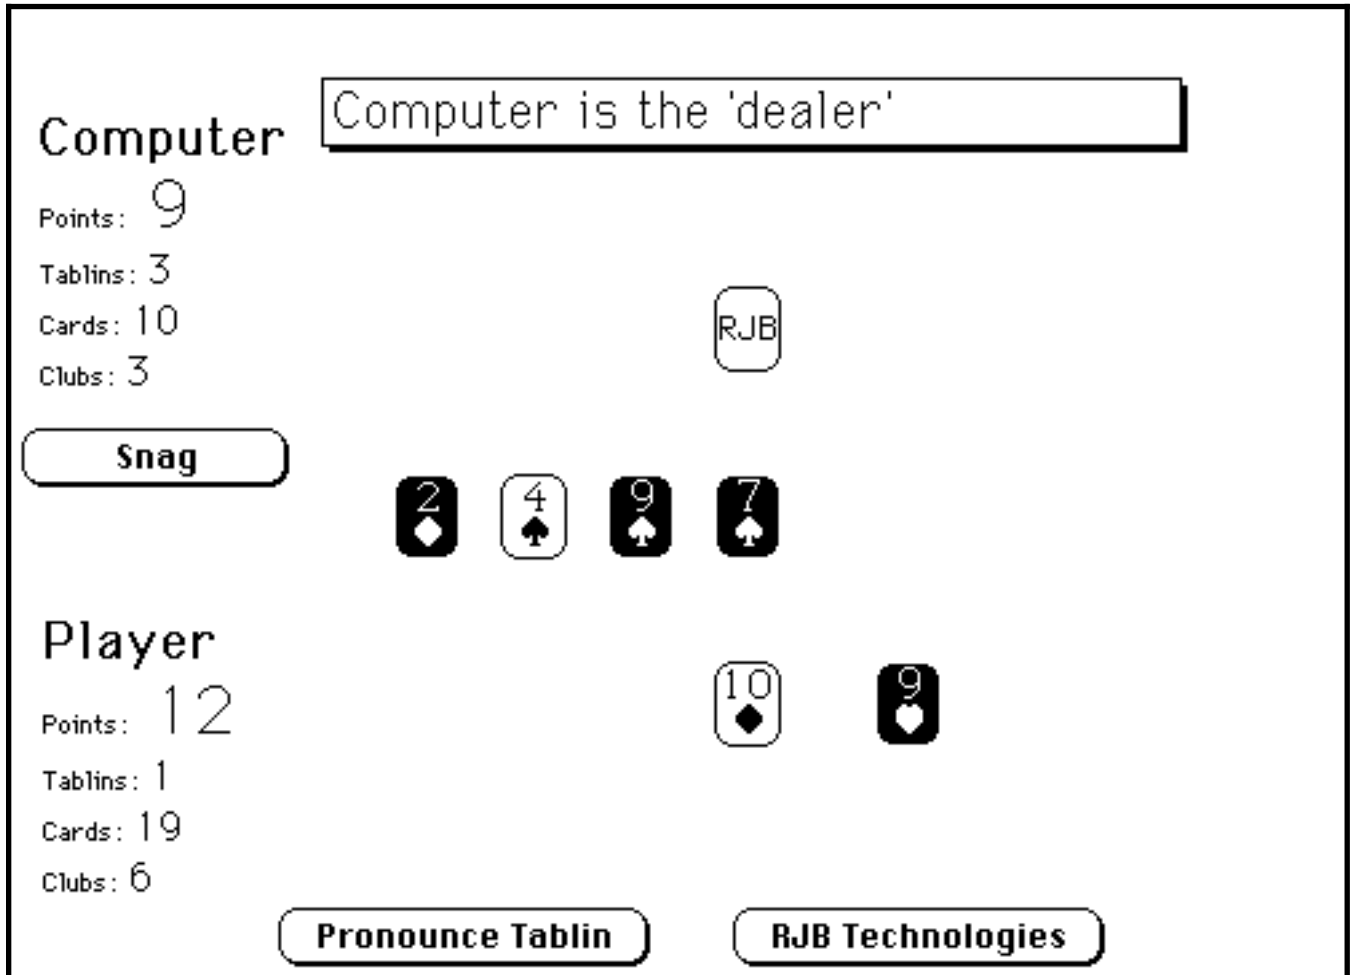 Computer is the 'dealer'
Computer
Points: 9
Tablins: 3
Cards: 10
Clubs: 3
RJB
Snag
2 4 9 7
Player
Points: 12
Tablins: 1
Cards: 19
Clubs: 6
10 9
Pronounce Tablin
RJB Technologies